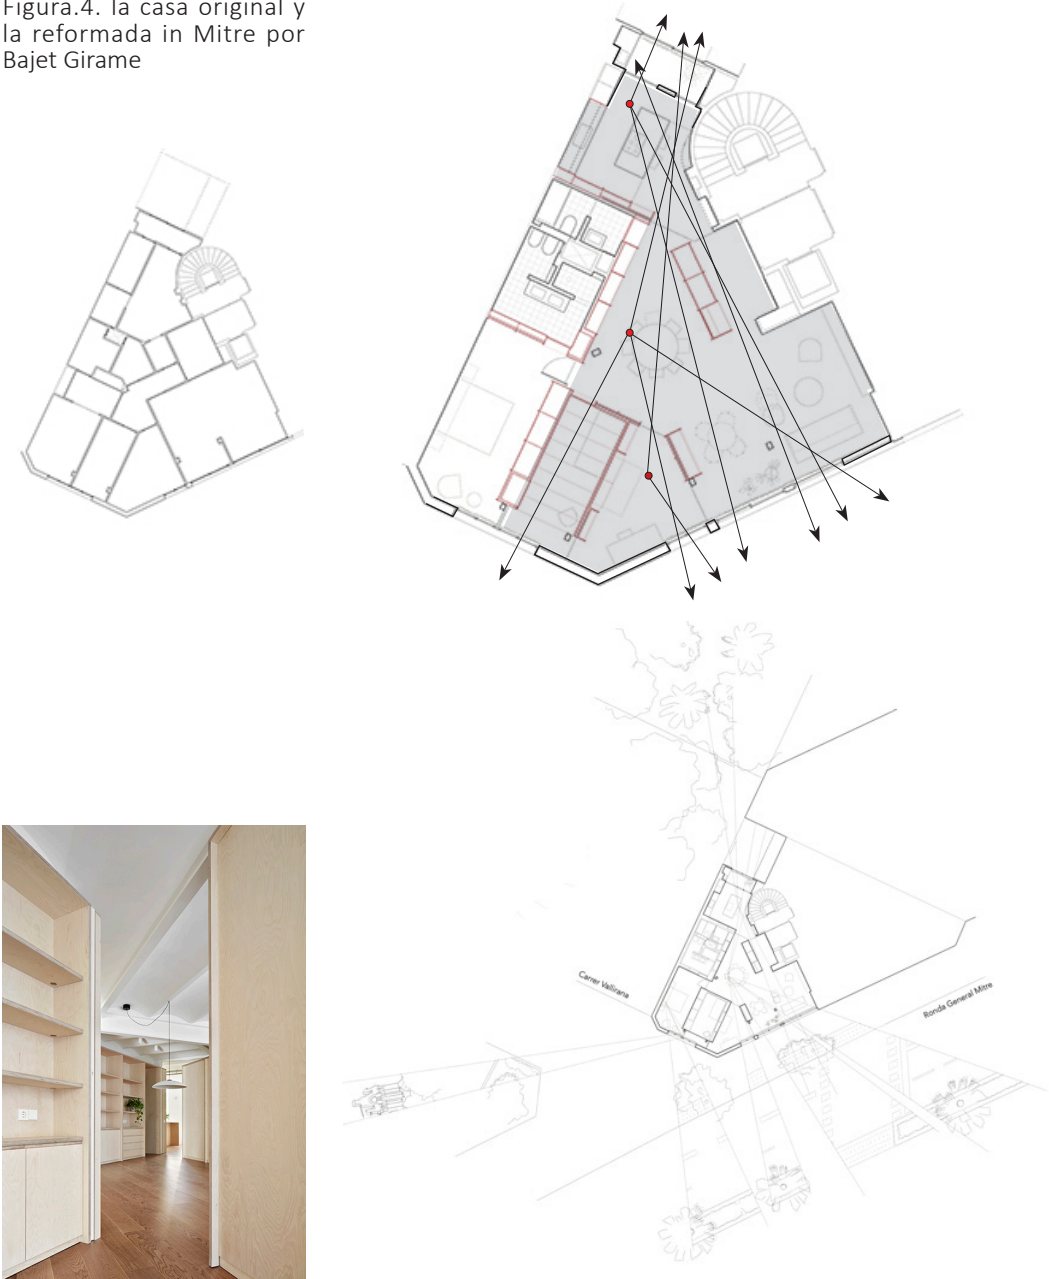 Figura.4. la casa original y
la reformada in Mitre por
Bajet Girame
Carrer Vallirana
Ronda General Mitre